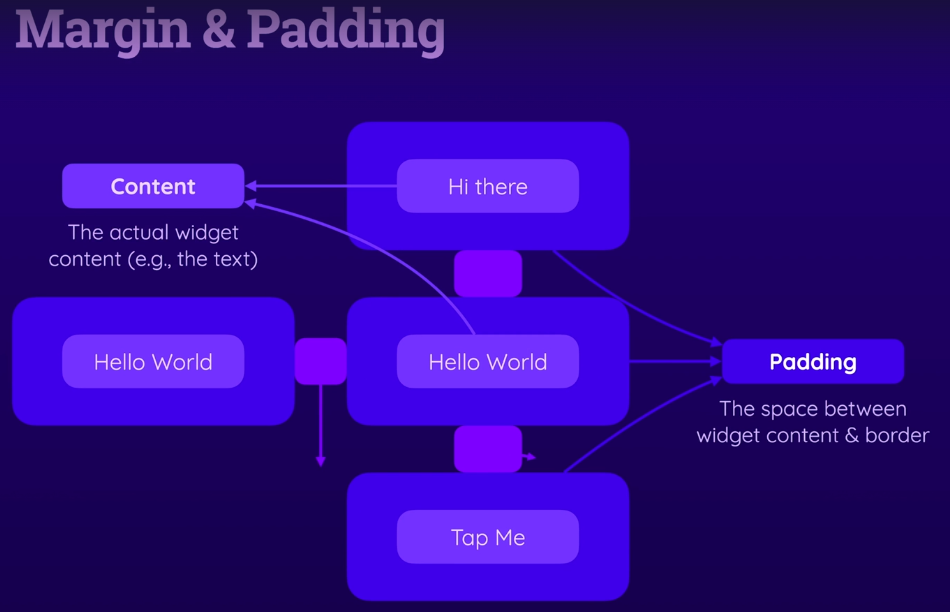 Margin & Padding
Hi there
Content
The actual widget
content (e.g., the text)
Hello World
Hello World
Padding
The space between
widget content & border
Tap Me